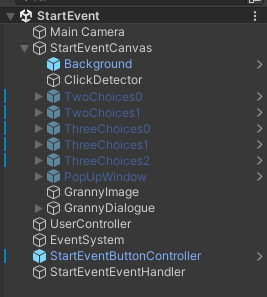 StartEvent
Main Camera
StartEventCanvas
Background
ClickDetector
TwoChoices0
TwoChoices1
ThreeChoices0
ThreeChoices1
ThreeChoices2
PopUpWindow
GrannyImage
GrannyDialogue
UserController
EventSystem
StartEventButtonController
StartEventEventHandler